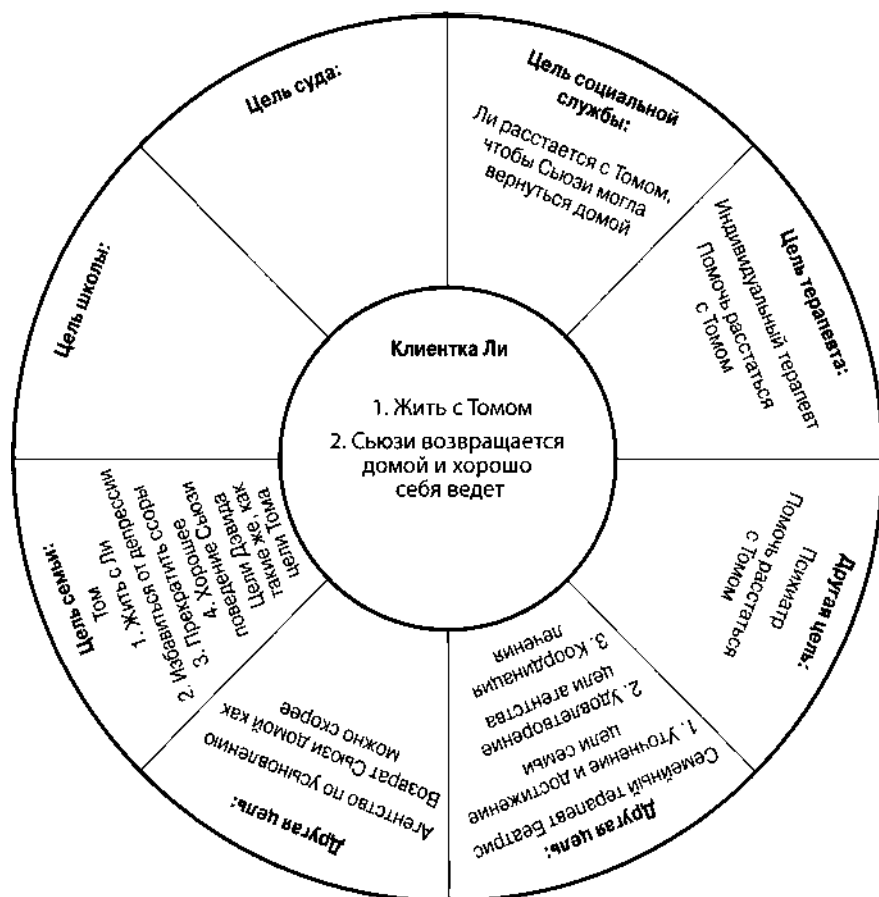 Цель суда:
Цель социальной
службы:
Ли расстается с Томом,
чтобы Сьюзи могла
вернуться домой
Цель терапевта:
Индивидуальный терапевт
Помочь расстаться
с Томом
Другая цель:
Психиатр
Помочь расстаться
с Томом
Другая цель:
Семейный терапевт Беатрис
1. Уточнение и достижение
цели семьи
2. Удовлетворение
цели агентства
3. Координация
лечения
Другая цель:
Агентство по усыновлению
Возврат Сьюзи домой как
можно скорее
Цель семьи:
Том
1. Жить с Ли
2. Избавиться от депрессии
3. Прекратить ссоры
4. Хорошее
поведение Сьюзи
Цели Дэвида
такие же, как
цели Тома
Цель школы:
Клиентка Ли
1. Жить с Томом
2. Сьюзи возвращается
домой и хорошо
себя ведет